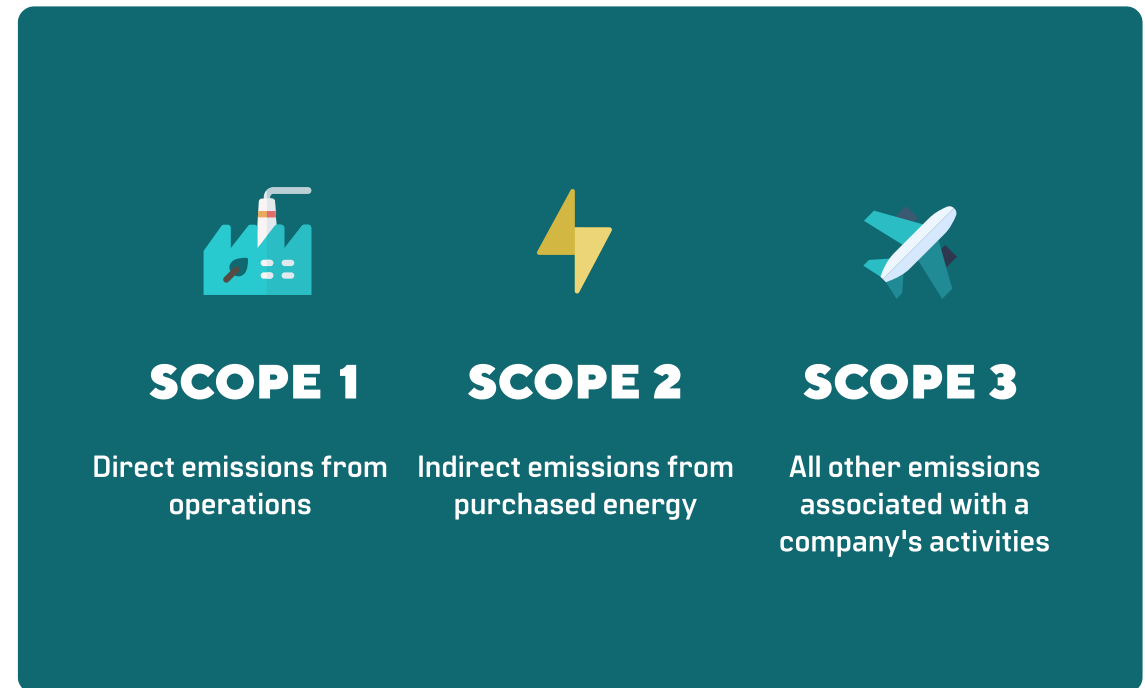 SCOPE 1
Direct emissions from
operations
SCOPE 2
Indirect emissions from
purchased energy
SCOPE 3
All other emissions
associated with a
company's activities